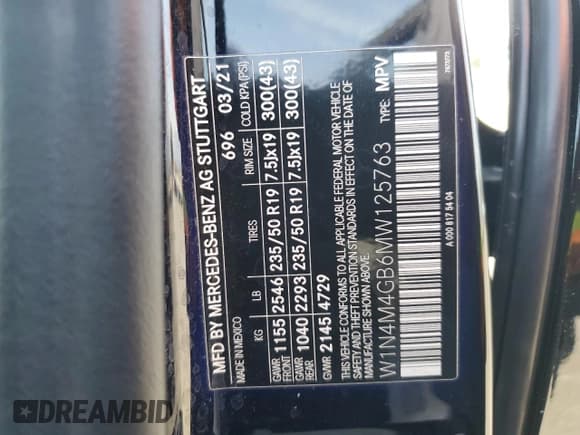 MFD BY MERCEDES-BENZ AG STUTTGART
696 03/21
MADE IN MEXICO
KG LB TIRES RIM SIZE COLD KPA(PSI)
GAWR FRONT 1155 2546 235/50 R19 7.5Jx19 300(43)
GAWR REAR 1040 2293 235/50 R19 7.5Jx19 300(43)
GVWR 2145 4729
THIS VEHICLE CONFORMS TO ALL APPLICABLE FEDERAL MOTOR VEHICLE
SAFETY AND THEFT PREVENTION STANDARDS IN EFFECT ON THE DATE OF
MANUFACTURE SHOWN ABOVE.
W1N4M4GB6MW125763 TYPE: MPV
A 000 817 54 04
DREAMBID